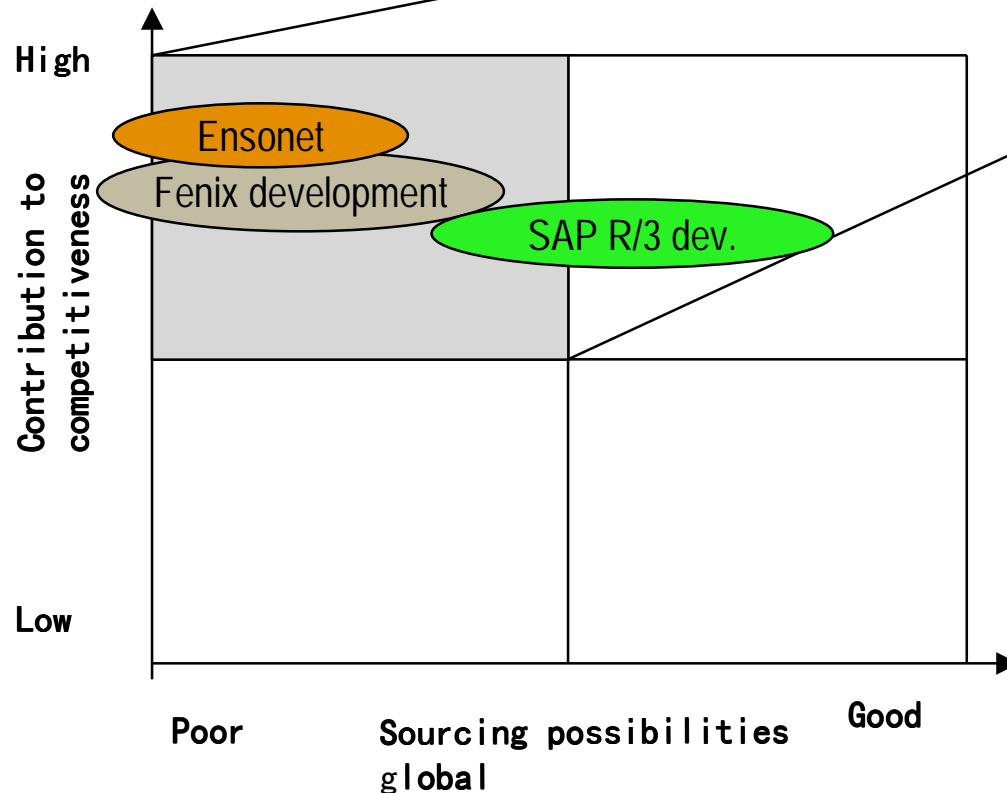 High
Ensonet
Fenix development
SAP R/3 dev.
Contribution to
competitiveness
Low
Poor
Sourcing possibilities
global
Good